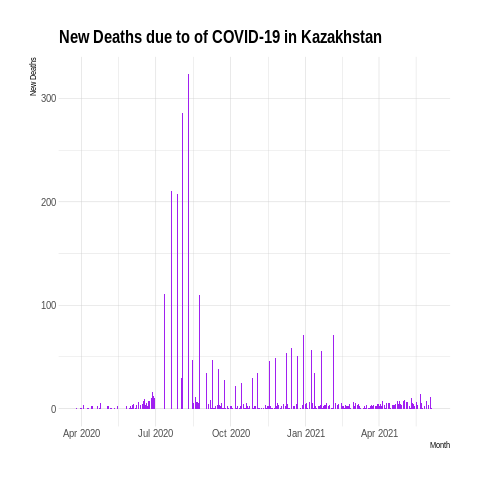 New Deaths due to of COVID-19 in Kazakhstan
New Deaths
300
200
100
0
Apr 2020 Jul 2020 Oct 2020 Jan 2021 Apr 2021
Month